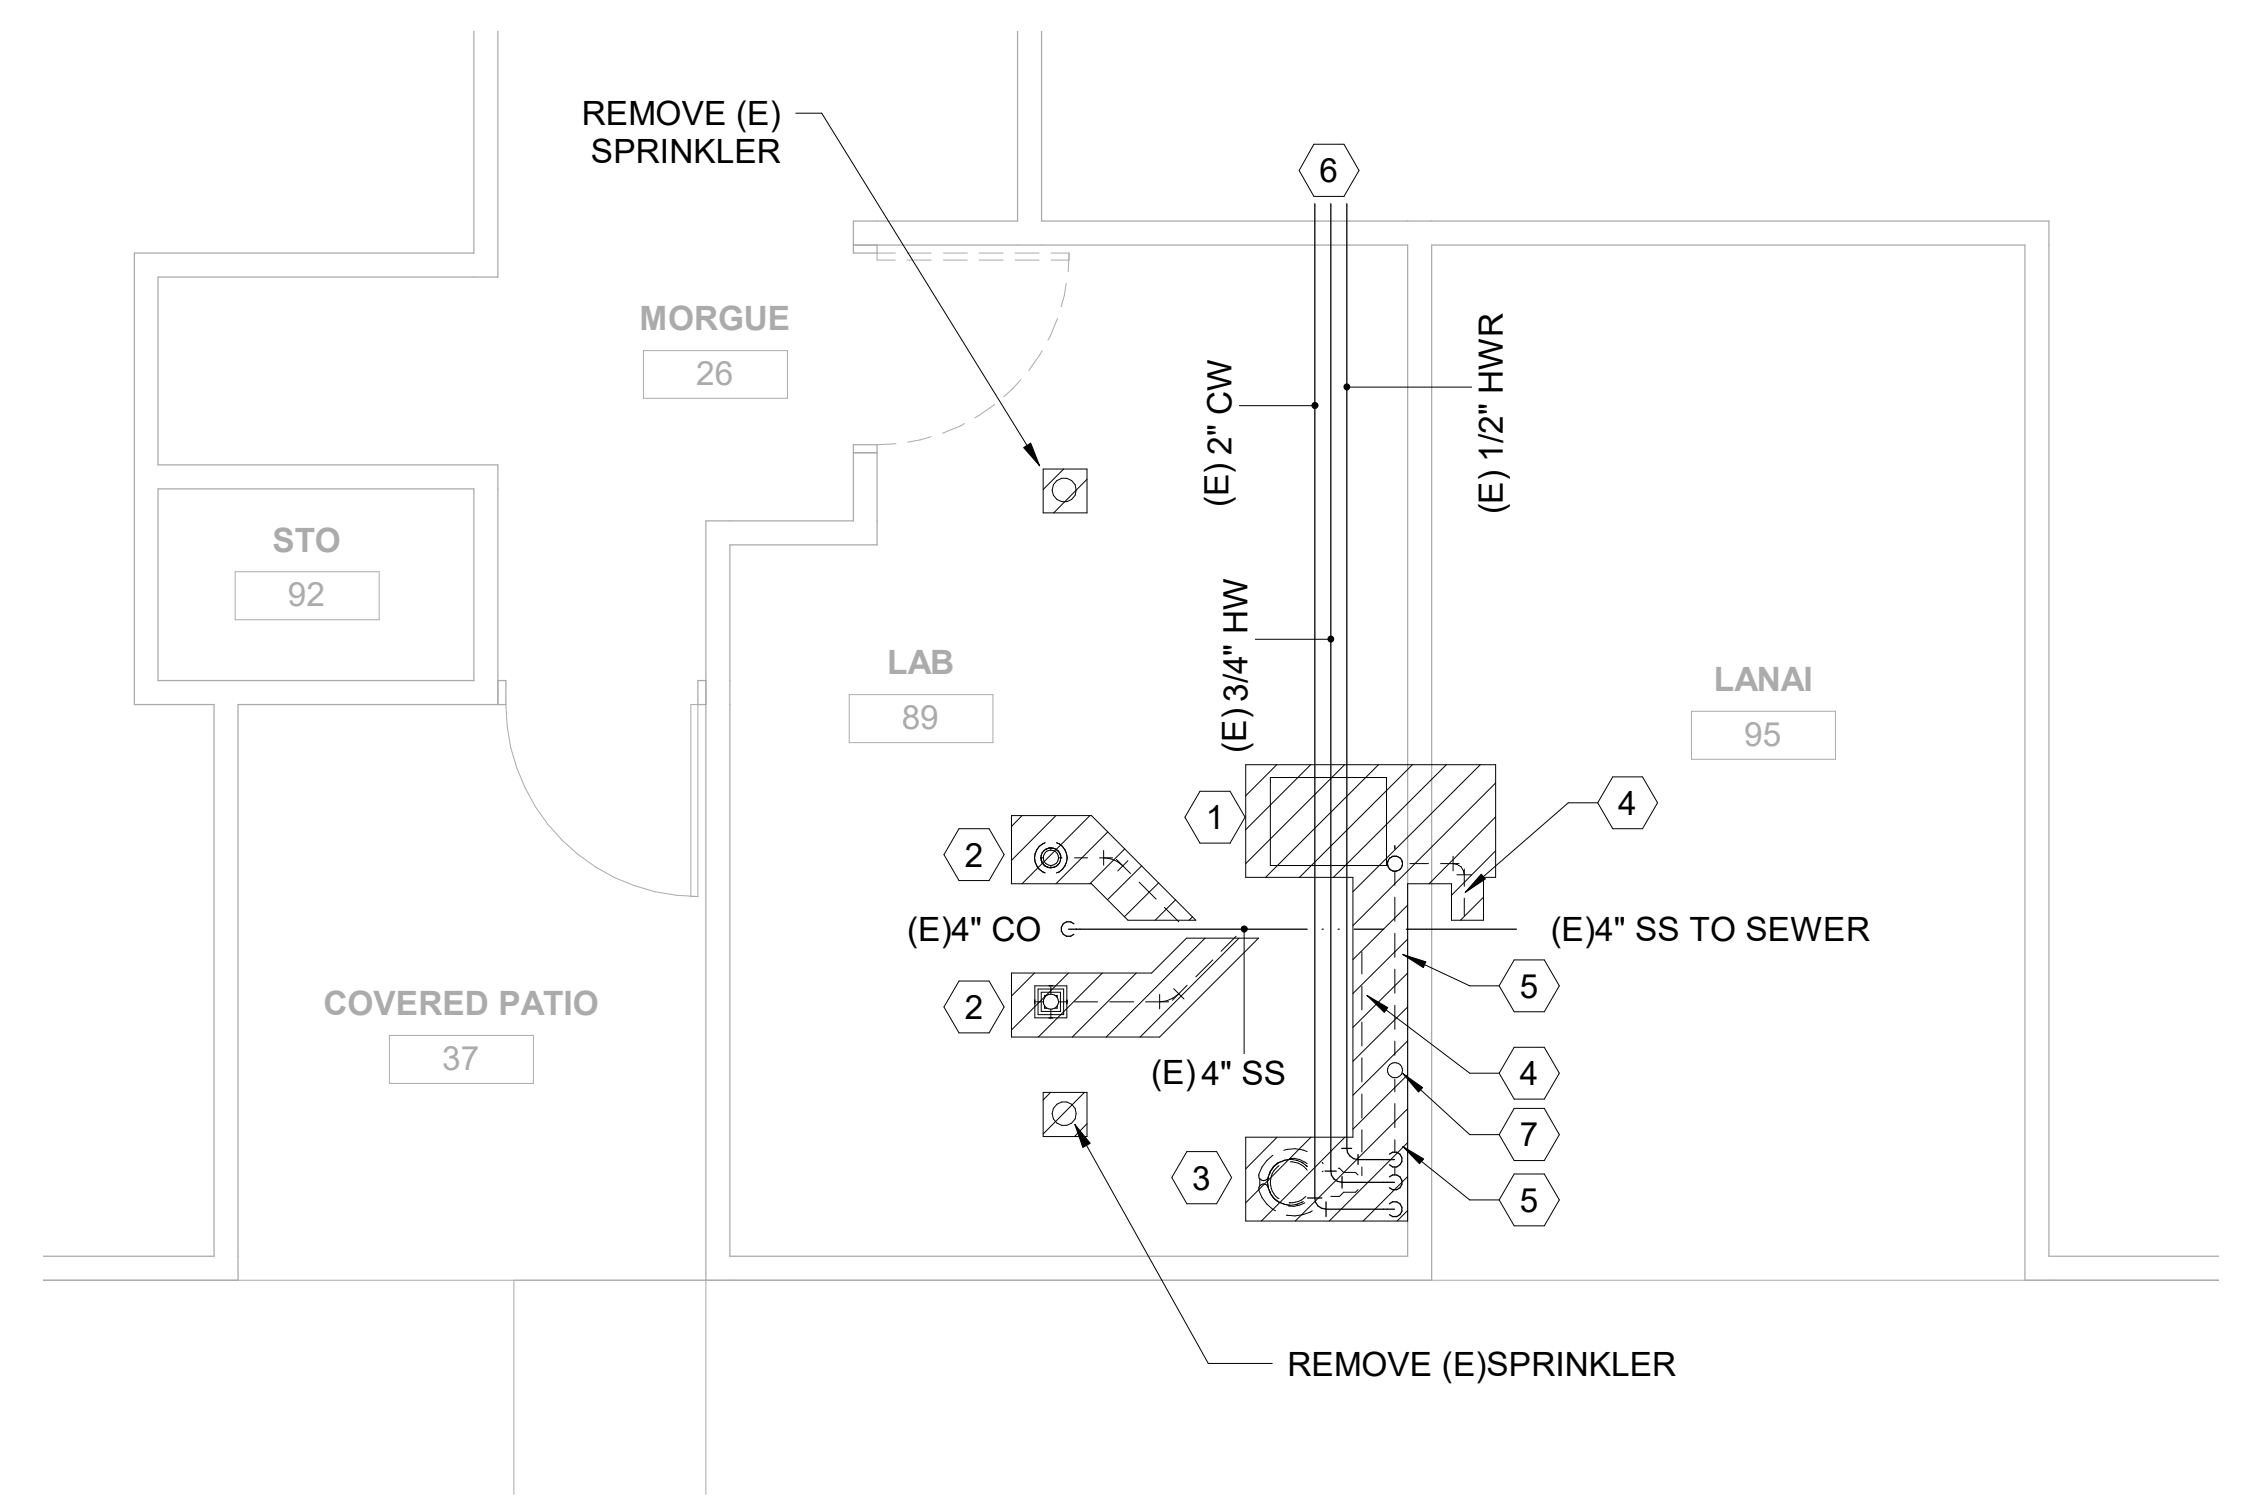 REMOVE (E)
SPRINKLER
6
MORGUE
26
(E) 2" CW
(E) 1/2" HWR
STO
92
(E) 3/4" HW
LAB
89
LANAI
95
1
4
2
(E)4" CO
(E)4" SS TO SEWER
5
COVERED PATIO
37
2
(E) 4" SS
4
7
3
5
REMOVE (E)SPRINKLER